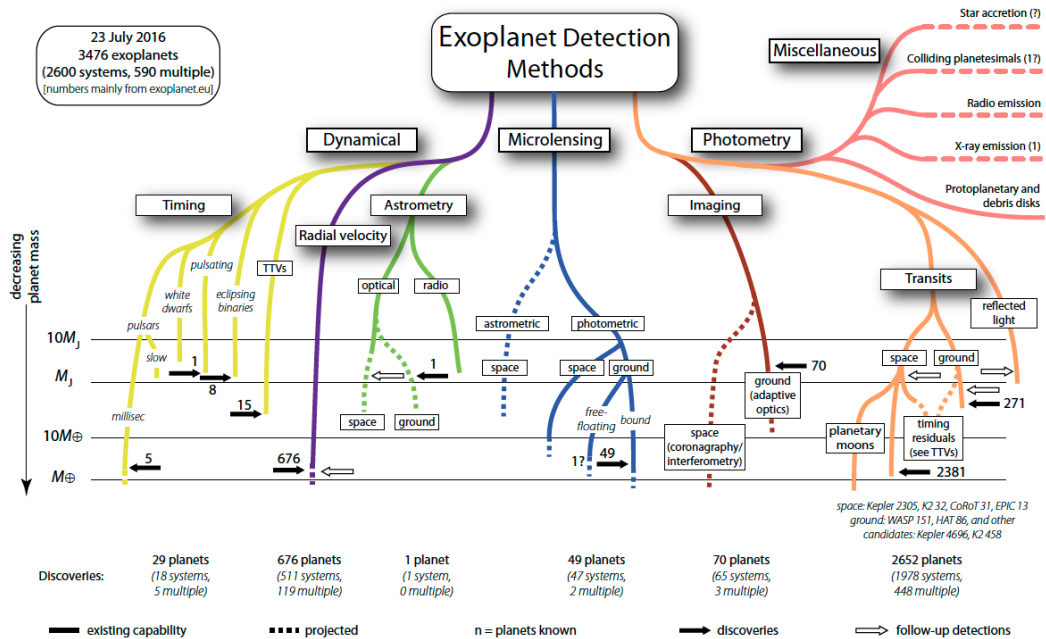 23 July 2016
3476 exoplanets
(2600 systems, 590 multiple)
[numbers mainly from exoplanet.eu]
Exoplanet Detection
Methods
Miscellaneous
Star accretion (?)
Colliding planetesimals (1?)
Radio emission
X-ray emission (1)
Protoplanetary and
debris disks
Dynamical
Microlensing
Photometry
Timing
Astrometry
Imaging
Radial velocity
Transits
decreasing
planet mass
pulsating
TTVs
white
dwarfs
eclipsing
binaries
optical
radio
reflected
light
pulsars
slow
astrometric
photometric
10MJ
MJ
10M⊕
M⊕
1
8
15
millisec
5
676
1
space
ground
space
space
ground
free-
floating
bound
1?
49
70
ground
(adaptive
optics)
space
(coronagraphy/
interferometry)
space
ground
271
planetary
moons
timing
residuals
(see TTVs)
2381
space: Kepler 2305, K2 32, CoRoT 31, EPIC 13
ground: WASP 151, HAT 86, and other
candidates: Kepler 4696, K2 458
Discoveries:
29 planets
(18 systems,
5 multiple)
676 planets
(511 systems,
119 multiple)
1 planet
(1 system,
0 multiple)
49 planets
(47 systems,
2 multiple)
70 planets
(65 systems,
3 multiple)
2652 planets
(1978 systems,
448 multiple)
existing capability
projected
n = planets known
discoveries
follow-up detections